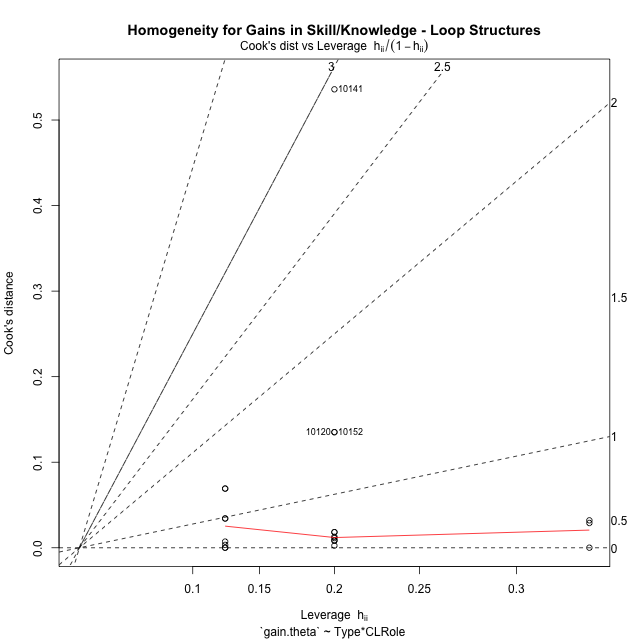 Homogeneity for Gains in Skill/Knowledge - Loop Structures
Cook's dist vs Leverage hii/(1 − hii)
3
2.5
10141
2
0.5
0.4
0.3
0.2
0.1
0.0
Cook's distance
1.5
10120 10152
1
0.5
0
0.1 0.15 0.2 0.25 0.3
Leverage hii
`gain.theta` ~ Type*CLRole